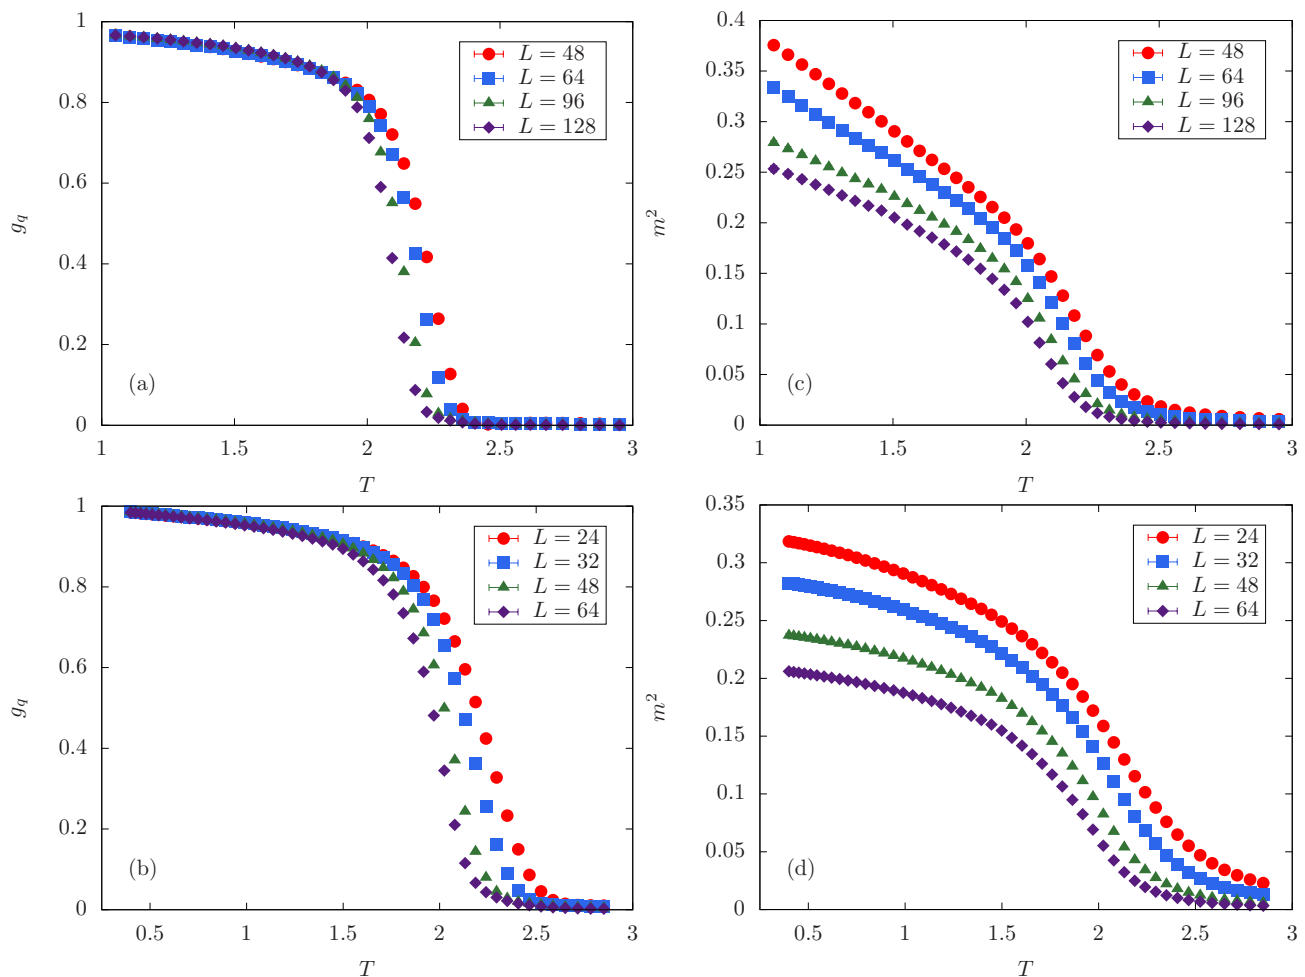 1
0.8
0.6
0.4
0.2
0
1
1.5
2
2.5
3
g_q
T
(a)
L = 48
L = 64
L = 96
L = 128
0.4
0.35
0.3
0.25
0.2
0.15
0.1
0.05
0
1
1.5
2
2.5
3
m²
T
(c)
L = 48
L = 64
L = 96
L = 128
1
0.8
0.6
0.4
0.2
0
0.5
1
1.5
2
2.5
3
g_q
T
(b)
L = 24
L = 32
L = 48
L = 64
0.35
0.3
0.25
0.2
0.15
0.1
0.05
0
0.5
1
1.5
2
2.5
3
m²
T
(d)
L = 24
L = 32
L = 48
L = 64